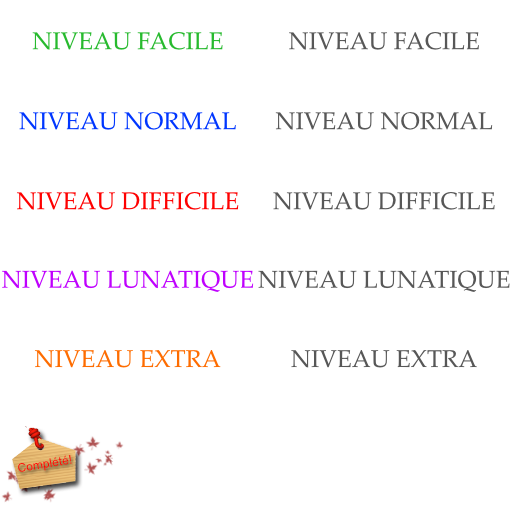 NIVEAU FACILE NIVEAU FACILE
NIVEAU NORMAL NIVEAU NORMAL
NIVEAU DIFFICILE NIVEAU DIFFICILE
NIVEAU LUNATIQUE NIVEAU LUNATIQUE
NIVEAU EXTRA NIVEAU EXTRA
Complété!